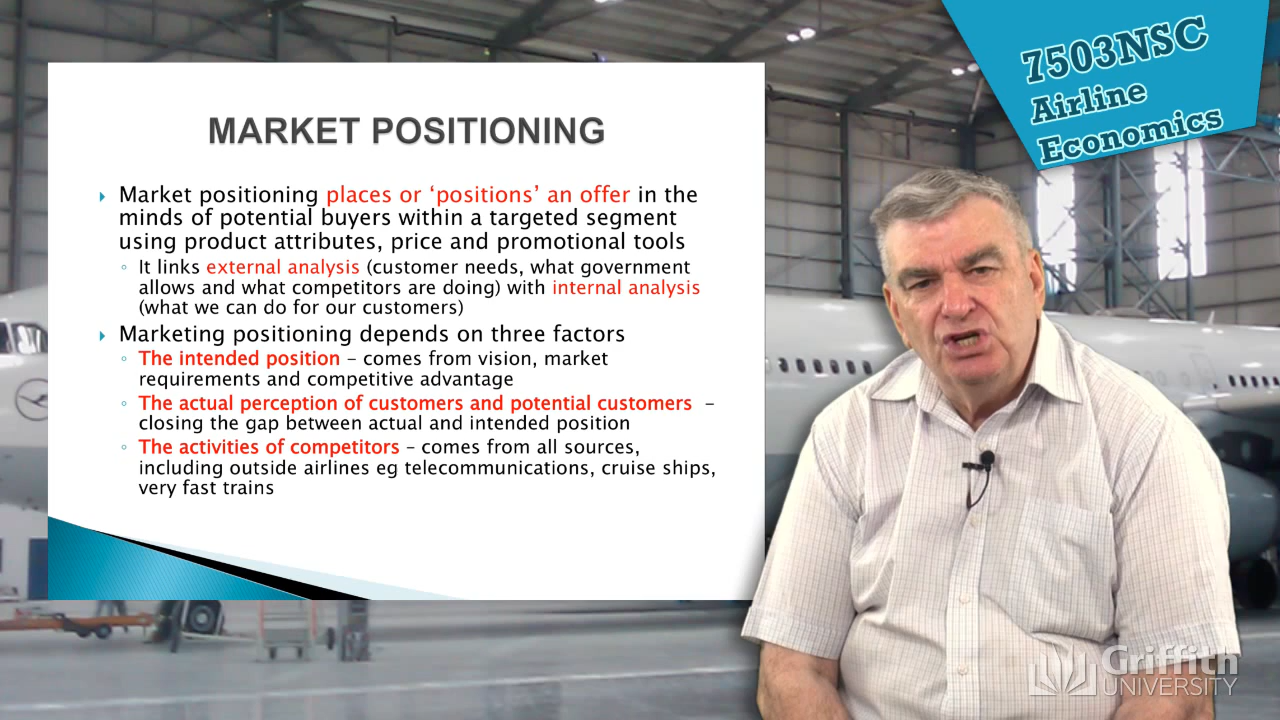 7503NSC
Airline
Economics
MARKET POSITIONING
Market positioning places or ‘positions’ an offer in the
minds of potential buyers within a targeted segment
using product attributes, price and promotional tools
It links external analysis (customer needs, what government
allows and what competitors are doing) with internal analysis
(what we can do for our customers)
Marketing positioning depends on three factors
The intended position – comes from vision, market
requirements and competitive advantage
The actual perception of customers and potential customers –
closing the gap between actual and intended position
The activities of competitors – comes from all sources,
including outside airlines eg telecommunications, cruise ships,
very fast trains
Griffith
UNIVERSITY